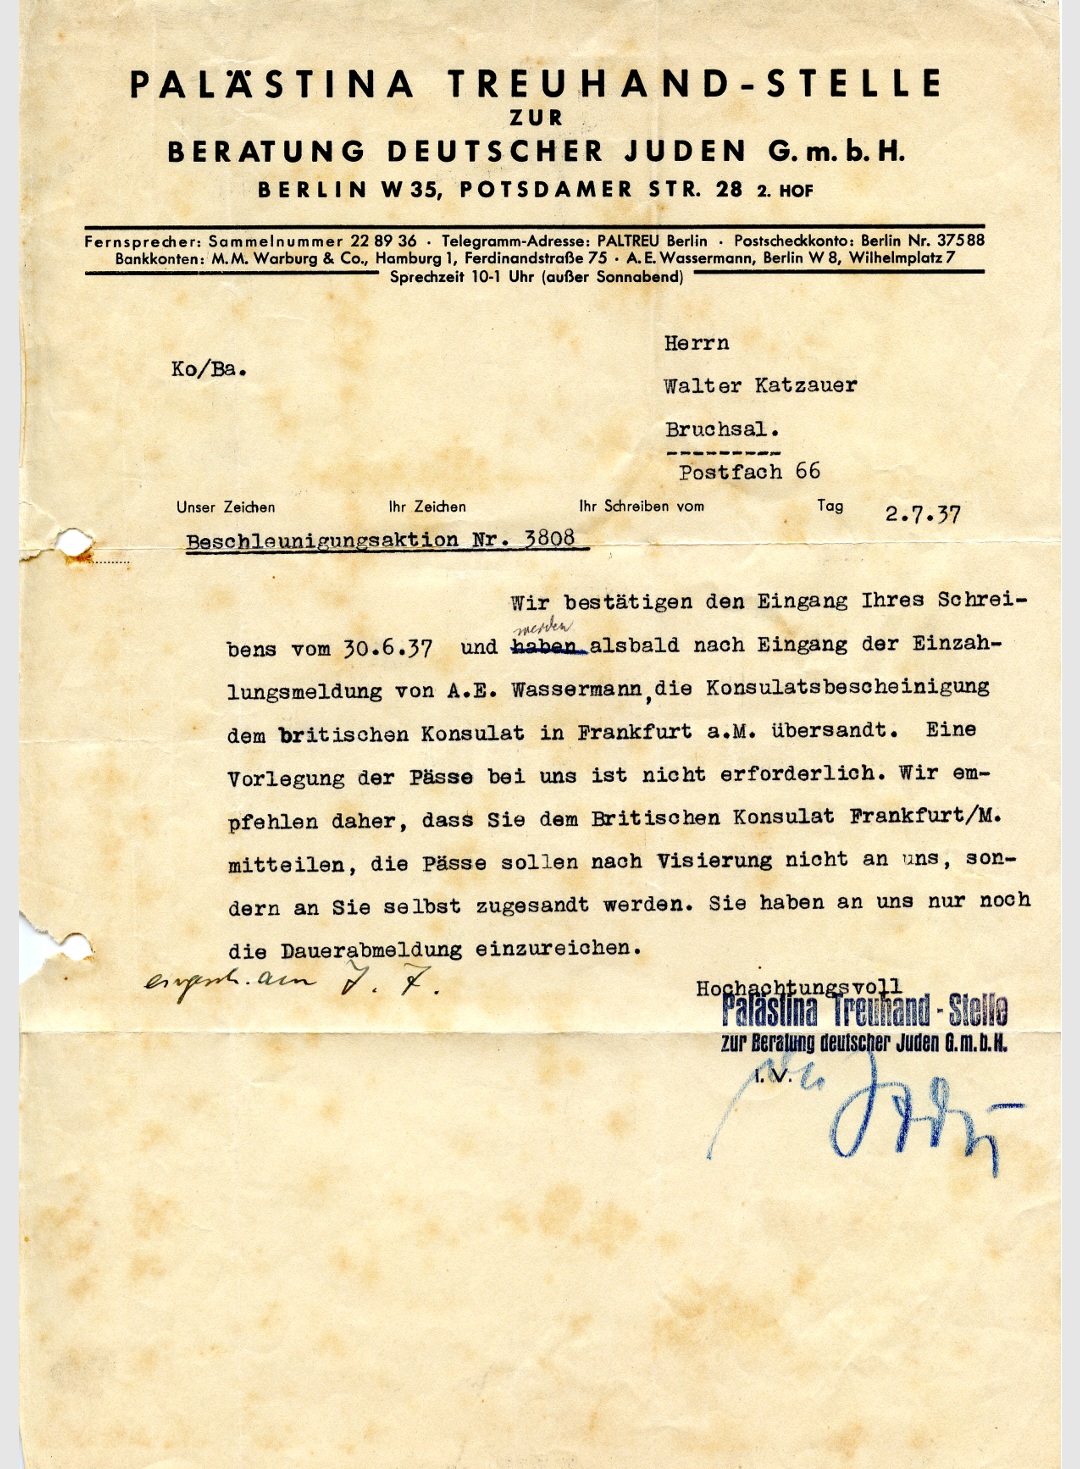 PALÄSTINA TREUHAND-STELLE
ZUR
BERATUNG DEUTSCHER JUDEN G. m. b. H.
BERLIN W 35, POTSDAMER STR. 28 2. HOF
Fernsprecher: Sammelnummer 22 89 36 · Telegramm-Adresse: PALTREU Berlin · Postscheckkonto: Berlin Nr. 375 88
Bankkonten: M. M. Warburg & Co., Hamburg 1, Ferdinandstraße 75 · A. E. Wassermann, Berlin W 8, Wilhelmplatz 7
Sprechzeit 10-1 Uhr (außer Sonnabend)
Herrn
Ko/Ba.
Walter Katzauer
Bruchsal.
Postfach 66
Unser Zeichen Ihr Zeichen Ihr Schreiben vom Tag 2.7.37
Beschleunigungsaktion Nr. 3808
Wir bestätigen den Eingang Ihres Schrei-
werden
bens vom 30.6.37 und haben alsbald nach Eingang der Einzah-
lungsmeldung von A.E. Wassermann, die Konsulatsbescheinigung
dem britischen Konsulat in Frankfurt a.M. übersandt. Eine
Vorlegung der Pässe bei uns ist nicht erforderlich. Wir em-
pfehlen daher, dass Sie dem Britischen Konsulat Frankfurt/M.
mitteilen, die Pässe sollen nach Visierung nicht an uns, son-
dern an Sie selbst zugesandt werden. Sie haben an uns nur noch
die Dauerabmeldung einzureichen.
am 7. 7.
Hochachtungsvoll
Palästina Treuhand-Stelle
zur Beratung deutscher Juden G.m.b.H.
i.V.